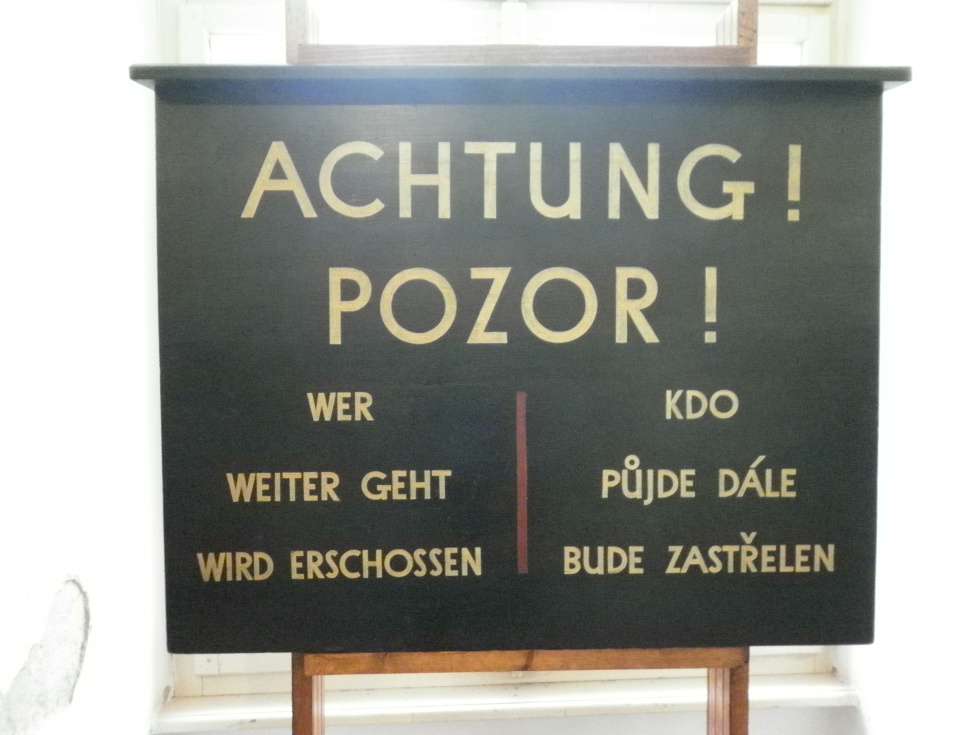 ACHTUNG!
POZOR!
WER
WEITER GEHT
WIRD ERSCHOSSEN
KDO
PŮJDE DÁLE
BUDE ZASTŘELEN